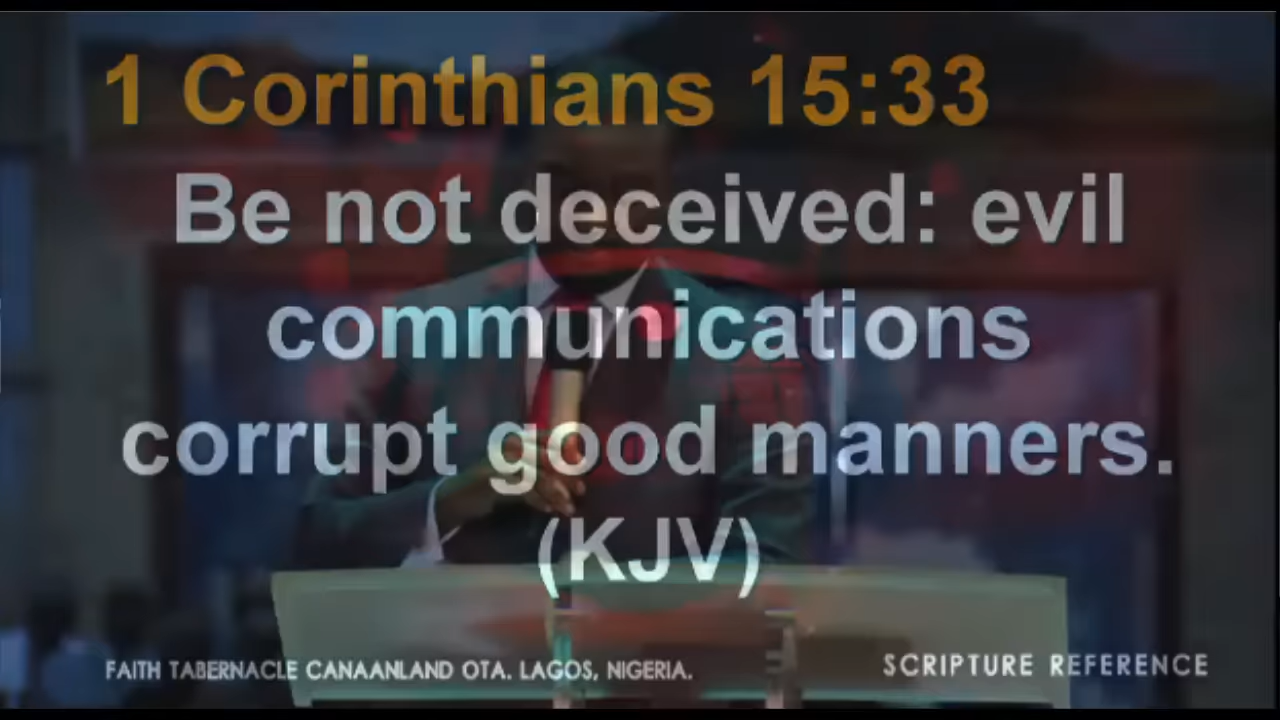 1 Corinthians 15:33
Be not deceived: evil
communications
corrupt good manners.
(KJV)
FAITH TABERNACLE CANAANLAND OTA. LAGOS, NIGERIA.
SCRIPTURE REFERENCE